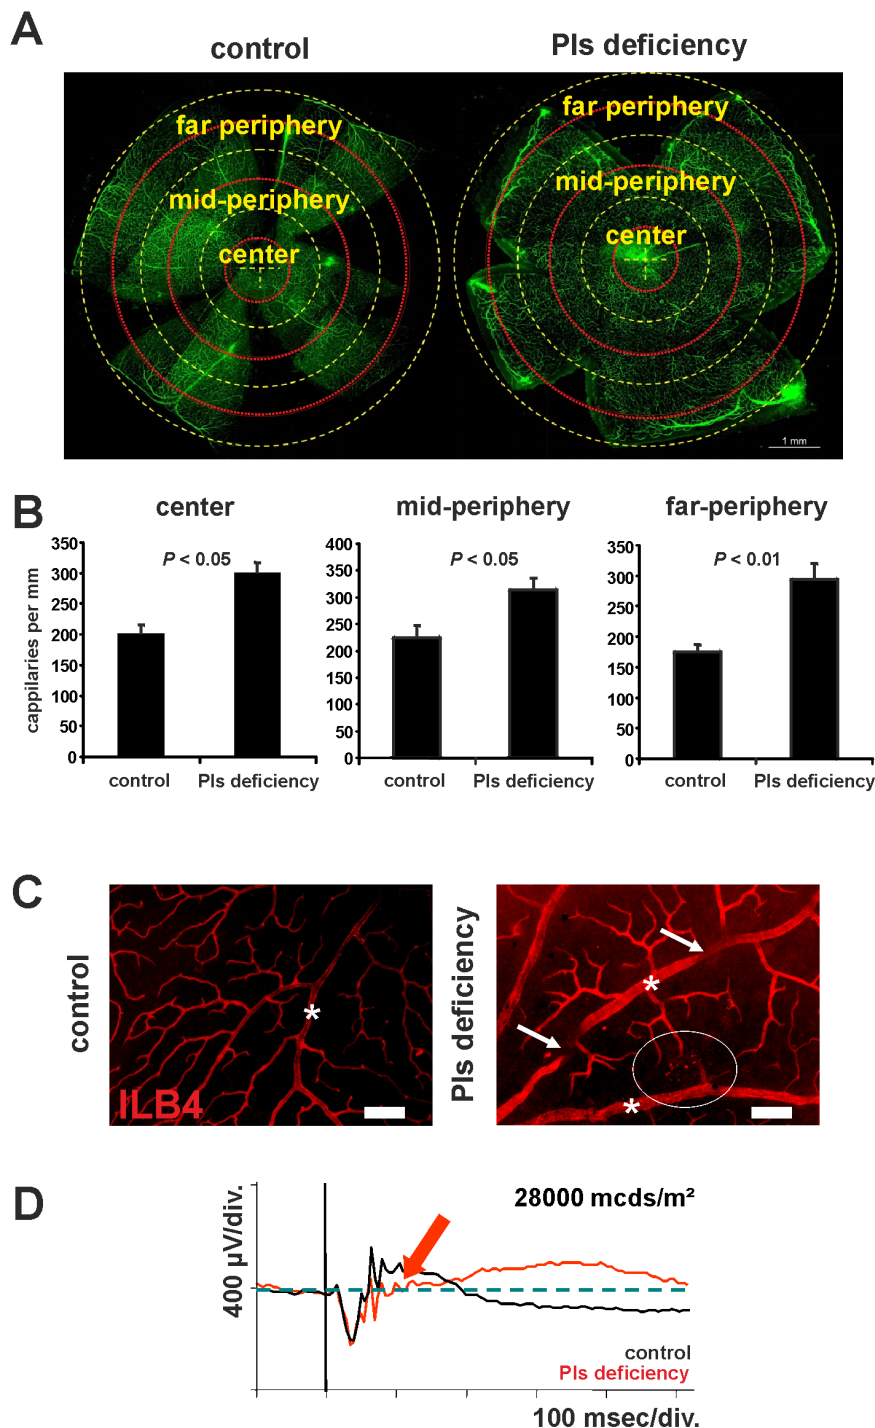 A
control
Pls deficiency
far periphery
mid-periphery
center
far periphery
mid-periphery
center
1 mm
B
center
mid-periphery
far-periphery
cappilaries per mm
350
300
250
200
150
100
50
0
P < 0.05
control
Pls deficiency
400
350
300
250
200
150
100
50
0
P < 0.05
control
Pls deficiency
350
300
250
200
150
100
50
0
P < 0.01
control
Pls deficiency
C
control
ILB4
*
Pls deficiency
*
*
D
400 µV/div.
28000 mcds/m²
control
Pls deficiency
100 msec/div.